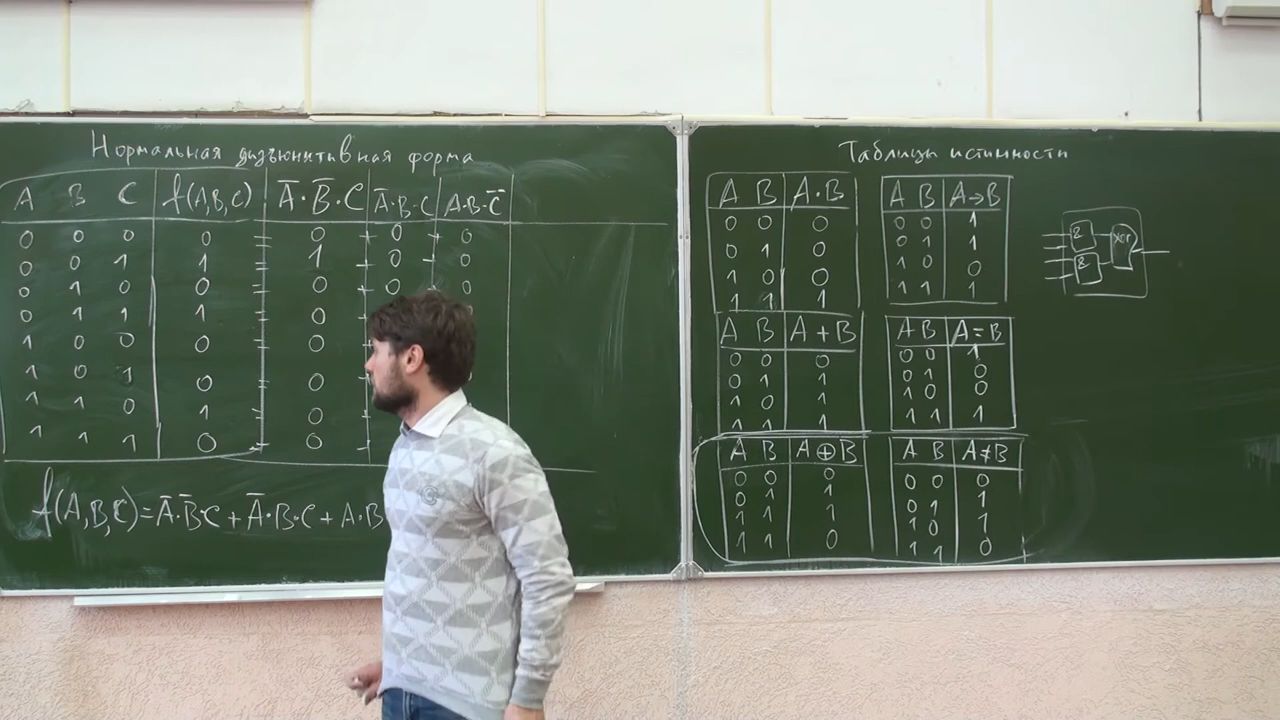 Нормальная дизъюнктивная форма
A B C f(A,B,C) A̅·B̅·C A̅·B·C A·B·C̅
0 0 0 0 = 0 + 0 + 0
0 0 1 1 = 1 + 0 + 0
0 1 0 0 = 0 + 0 0
0 1 1 1 = 0
1 0 0 0 = 0 +
1 0 1 0 = 0 +
1 1 0 1 = 0
1 1 1 0 = 0
f(A,B,C)=A̅·B̅·C+A̅·B·C+A·B
Таблицы истинности
A B A·B
0 0 0
0 1 0
1 0 0
1 1 1
A B A→B
0 0 1
0 1 1
1 0 0
1 1 1
A B A+B
0 0 0
0 1 1
1 0 1
1 1 1
A B A=B
0 0 1
0 1 0
1 0 0
1 1 1
A B A⊕B
0 0 0
0 1 1
1 0 1
1 1 0
A B A≠B
0 0 0
0 1 1
1 0 1
1 1 0
& xor
&